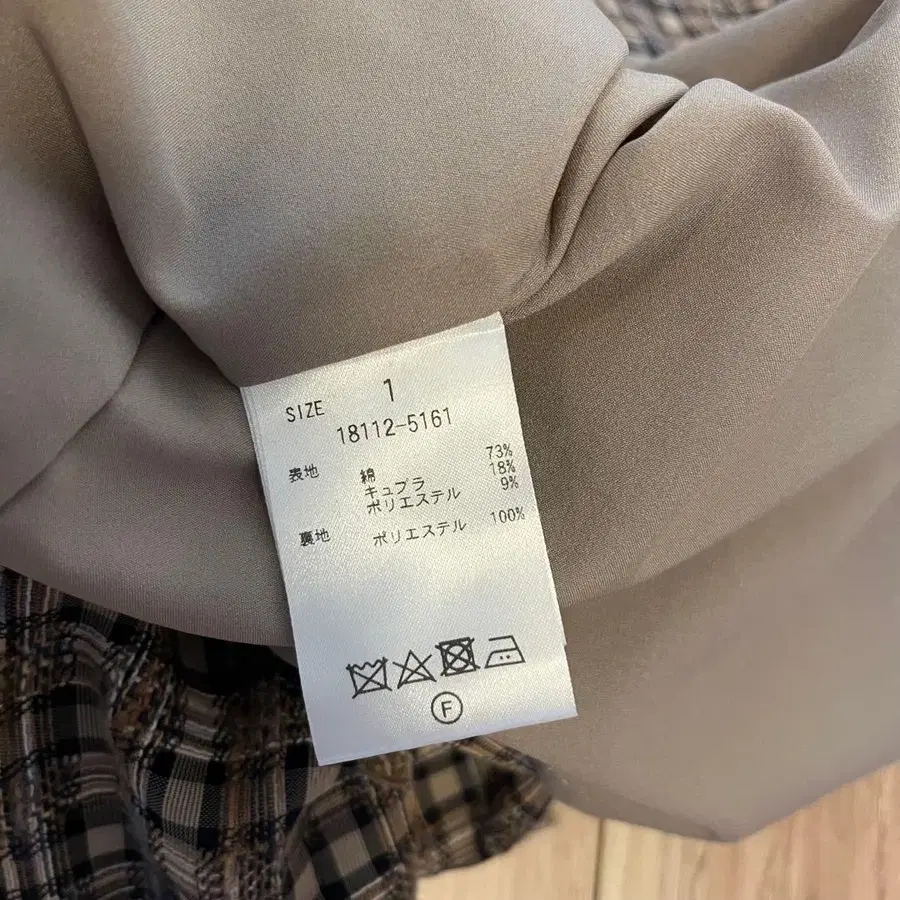 SIZE 1
18112-5161
表地 綿 73%
キュプラ 18%
ポリエステル 9%
裏地 ポリエステル 100%
F